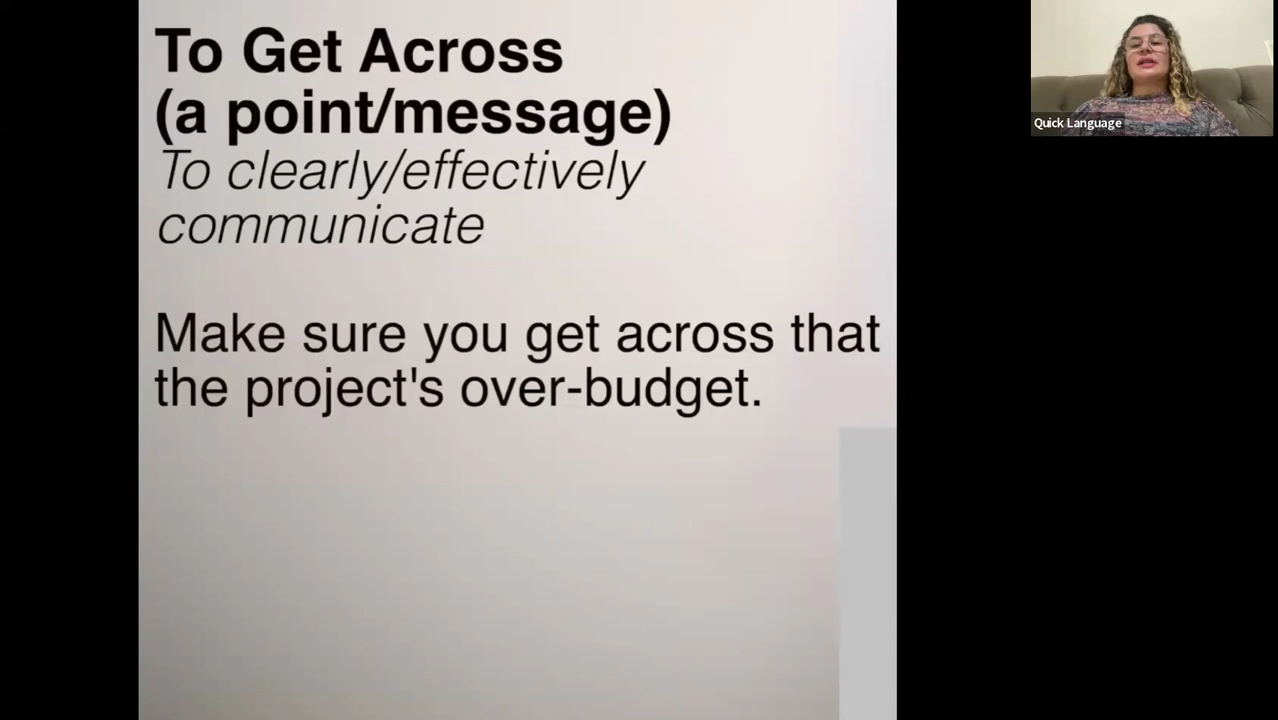 To Get Across
(a point/message)
To clearly/effectively
communicate
Make sure you get across that
the project's over-budget.
Quick Language